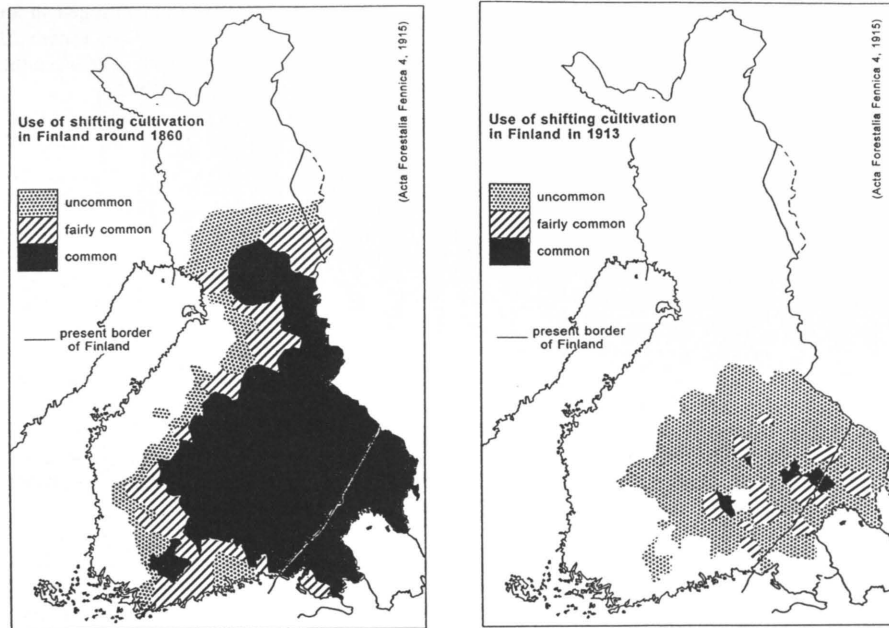 Use of shifting cultivation
in Finland around 1860
uncommon
fairly common
common
present border
of Finland
(Acta Forestalia Fennica 4, 1915)
Use of shifting cultivation
in Finland in 1913
uncommon
fairly common
common
present border
of Finland
(Acta Forestalia Fennica 4, 1915)